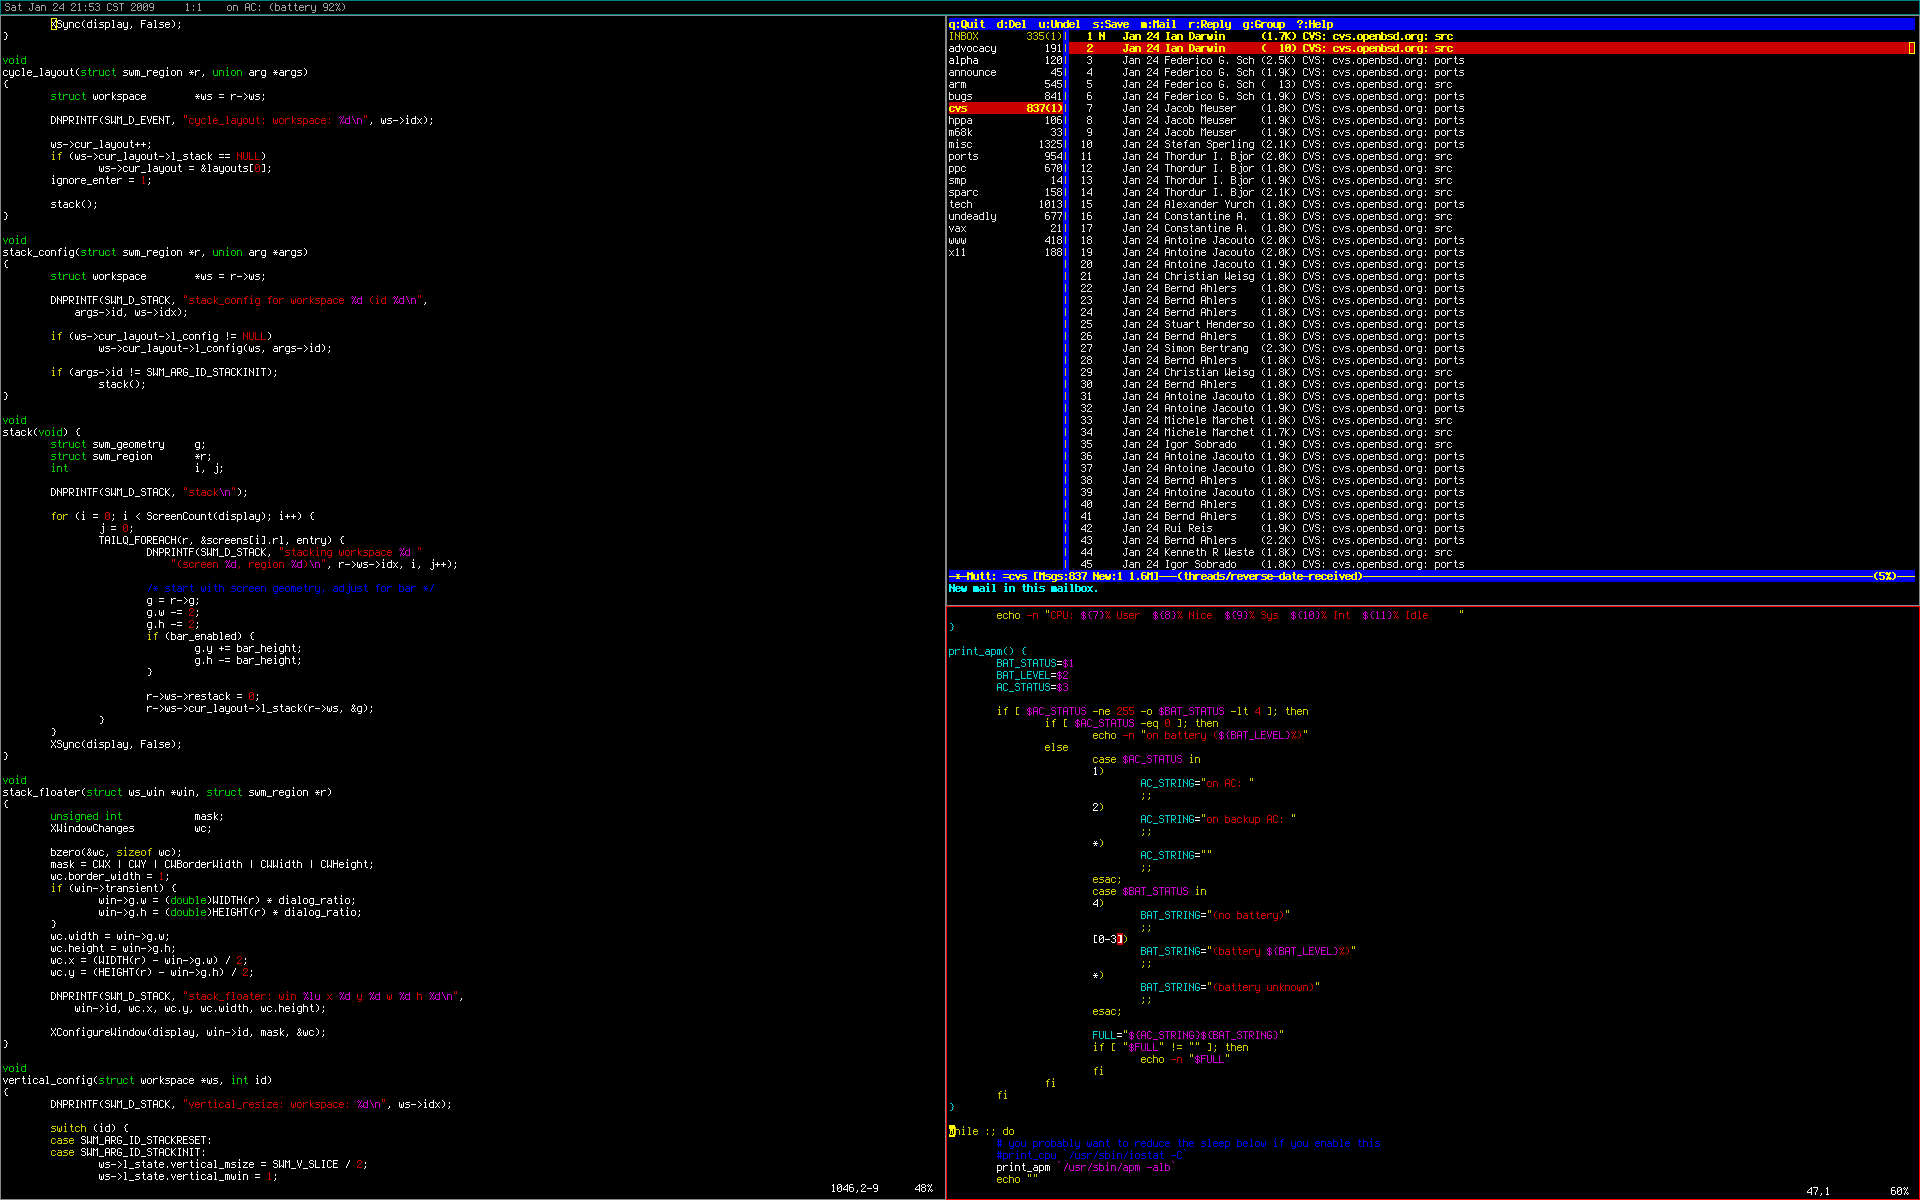 Sat Jan 24 21:53 CST 2009     1:1    on AC: (battery 92%)
        XSync(display, False);
}
void
cycle_layout(struct swm_region *r, union arg *args)
{
        struct workspace        *ws = r->ws;
        DNPRINTF(SWM_D_EVENT, "cycle_layout: workspace: %d\n", ws->idx);
        ws->cur_layout++;
        if (ws->cur_layout->l_stack == NULL)
                ws->cur_layout = &layouts[0];
        ignore_enter = 1;
        stack();
}
void
stack_config(struct swm_region *r, union arg *args)
{
        struct workspace        *ws = r->ws;
        DNPRINTF(SWM_D_STACK, "stack_config for workspace %d (id %d\n",
            args->id, ws->idx);
        if (ws->cur_layout->l_config != NULL)
                ws->cur_layout->l_config(ws, args->id);
        if (args->id != SWM_ARG_ID_STACKINIT);
                stack();
}
void
stack(void) {
        struct swm_geometry     g;
        struct swm_region       *r;
        int                     i, j;
        DNPRINTF(SWM_D_STACK, "stack\n");
        for (i = 0; i < ScreenCount(display); i++) {
                j = 0;
                TAILQ_FOREACH(r, &screens[i].rl, entry) {
                        DNPRINTF(SWM_D_STACK, "stacking workspace %d "
                            "(screen %d, region %d)\n", r->ws->idx, i, j++);
                        /* start with screen geometry, adjust for bar */
                        g = r->g;
                        g.w -= 2;
                        g.h -= 2;
                        if (bar_enabled) {
                                g.y += bar_height;
                                g.h -= bar_height;
                        }
                        r->ws->restack = 0;
                        r->ws->cur_layout->l_stack(r->ws, &g);
                }
        }
        XSync(display, False);
}
void
stack_floater(struct ws_win *win, struct swm_region *r)
{
        unsigned int            mask;
        XWindowChanges          wc;
        bzero(&wc, sizeof wc);
        mask = CWX | CWY | CWBorderWidth | CWWidth | CWHeight;
        wc.border_width = 1;
        if (win->transient) {
                win->g.w = (double)WIDTH(r) * dialog_ratio;
                win->g.h = (double)HEIGHT(r) * dialog_ratio;
        }
        wc.width = win->g.w;
        wc.height = win->g.h;
        wc.x = (WIDTH(r) - win->g.w) / 2;
        wc.y = (HEIGHT(r) - win->g.h) / 2;
        DNPRINTF(SWM_D_STACK, "stack_floater: win %lu x %d y %d w %d h %d\n",
            win->id, wc.x, wc.y, wc.width, wc.height);
        XConfigureWindow(display, win->id, mask, &wc);
}
void
vertical_config(struct workspace *ws, int id)
{
        DNPRINTF(SWM_D_STACK, "vertical_resize: workspace: %d\n", ws->idx);
        switch (id) {
        case SWM_ARG_ID_STACKRESET:
        case SWM_ARG_ID_STACKINIT:
                ws->l_state.vertical_msize = SWM_V_SLICE / 2;
                ws->l_state.vertical_mwin = 1;
1046,2-9      48%
q:Quit  d:Del  u:Undel  s:Save  m:Mail  r:Reply  g:Group  ?:Help
INBOX        335(1)|   1 N   Jan 24 Ian Darwin      (1.7K) CVS: cvs.openbsd.org: src
advocacy        191|   2     Jan 24 Ian Darwin      (  10) CVS: cvs.openbsd.org: src
alpha           120|   3     Jan 24 Federico G. Sch (2.5K) CVS: cvs.openbsd.org: ports
announce         45|   4     Jan 24 Federico G. Sch (1.9K) CVS: cvs.openbsd.org: ports
arm             545|   5     Jan 24 Federico G. Sch (  13) CVS: cvs.openbsd.org: src
bugs            841|   6     Jan 24 Federico G. Sch (1.9K) CVS: cvs.openbsd.org: ports
cvs          837(1)|   7     Jan 24 Jacob Meuser    (1.8K) CVS: cvs.openbsd.org: ports
hppa            106|   8     Jan 24 Jacob Meuser    (1.9K) CVS: cvs.openbsd.org: ports
m68k             33|   9     Jan 24 Jacob Meuser    (1.9K) CVS: cvs.openbsd.org: ports
misc           1325|  10     Jan 24 Stefan Sperling (2.1K) CVS: cvs.openbsd.org: ports
ports           954|  11     Jan 24 Thordur I. Bjor (2.0K) CVS: cvs.openbsd.org: src
ppc             670|  12     Jan 24 Thordur I. Bjor (1.8K) CVS: cvs.openbsd.org: src
smp              14|  13     Jan 24 Thordur I. Bjor (1.9K) CVS: cvs.openbsd.org: src
sparc           158|  14     Jan 24 Thordur I. Bjor (2.1K) CVS: cvs.openbsd.org: src
tech           1013|  15     Jan 24 Alexander Yurch (1.8K) CVS: cvs.openbsd.org: ports
undeadly        677|  16     Jan 24 Constantine A.  (1.8K) CVS: cvs.openbsd.org: src
vax              21|  17     Jan 24 Constantine A.  (1.8K) CVS: cvs.openbsd.org: src
www             418|  18     Jan 24 Antoine Jacouto (2.0K) CVS: cvs.openbsd.org: ports
x11             188|  19     Jan 24 Antoine Jacouto (2.0K) CVS: cvs.openbsd.org: ports
20     Jan 24 Antoine Jacouto (1.9K) CVS: cvs.openbsd.org: ports
21     Jan 24 Christian Weisg (1.8K) CVS: cvs.openbsd.org: ports
22     Jan 24 Bernd Ahlers    (1.8K) CVS: cvs.openbsd.org: ports
23     Jan 24 Bernd Ahlers    (1.8K) CVS: cvs.openbsd.org: ports
24     Jan 24 Bernd Ahlers    (1.8K) CVS: cvs.openbsd.org: ports
25     Jan 24 Stuart Henderso (1.8K) CVS: cvs.openbsd.org: ports
26     Jan 24 Bernd Ahlers    (1.8K) CVS: cvs.openbsd.org: ports
27     Jan 24 Simon Bertrang  (2.3K) CVS: cvs.openbsd.org: ports
28     Jan 24 Bernd Ahlers    (1.8K) CVS: cvs.openbsd.org: ports
29     Jan 24 Christian Weisg (1.8K) CVS: cvs.openbsd.org: src
30     Jan 24 Bernd Ahlers    (1.8K) CVS: cvs.openbsd.org: ports
31     Jan 24 Antoine Jacouto (1.8K) CVS: cvs.openbsd.org: ports
32     Jan 24 Antoine Jacouto (1.9K) CVS: cvs.openbsd.org: ports
33     Jan 24 Michele Marchet (1.8K) CVS: cvs.openbsd.org: src
34     Jan 24 Michele Marchet (1.7K) CVS: cvs.openbsd.org: src
35     Jan 24 Igor Sobrado    (1.9K) CVS: cvs.openbsd.org: src
36     Jan 24 Antoine Jacouto (1.9K) CVS: cvs.openbsd.org: ports
37     Jan 24 Antoine Jacouto (1.8K) CVS: cvs.openbsd.org: ports
38     Jan 24 Bernd Ahlers    (1.8K) CVS: cvs.openbsd.org: ports
39     Jan 24 Antoine Jacouto (1.8K) CVS: cvs.openbsd.org: ports
40     Jan 24 Bernd Ahlers    (1.9K) CVS: cvs.openbsd.org: ports
41     Jan 24 Bernd Ahlers    (1.8K) CVS: cvs.openbsd.org: ports
42     Jan 24 Rui Reis        (1.9K) CVS: cvs.openbsd.org: ports
43     Jan 24 Bernd Ahlers    (2.2K) CVS: cvs.openbsd.org: ports
44     Jan 24 Kenneth R Weste (1.8K) CVS: cvs.openbsd.org: src
45     Jan 24 Igor Sobrado    (1.8K) CVS: cvs.openbsd.org: ports
-*-Mutt: =cvs [Msgs:837 New:1 1.6M]---(threads/reverse-date-received)---(5%)---
New mail in this mailbox.
        echo -n "CPU: ${7}% User  ${8}% Nice  ${9}% Sys  ${10}% Int  ${11}% Idle     "
}
print_apm() {
        BAT_STATUS=$1
        BAT_LEVEL=$2
        AC_STATUS=$3
        if [ $AC_STATUS -ne 255 -o $BAT_STATUS -lt 4 ]; then
                if [ $AC_STATUS -eq 0 ]; then
                        echo -n "on battery (${BAT_LEVEL}%)"
                else
                        case $AC_STATUS in
                        1)
                                AC_STRING="on AC: "
                                ;;
                        2)
                                AC_STRING="on backup AC: "
                                ;;
                        *)
                                AC_STRING=""
                                ;;
                        esac;
                        case $BAT_STATUS in
                        4)
                                BAT_STRING="(no battery)"
                                ;;
                        [0-3])
                                BAT_STRING="(battery ${BAT_LEVEL}%)"
                                ;;
                        *)
                                BAT_STRING="(battery unknown)"
                                ;;
                        esac;
                        FULL="${AC_STRING}${BAT_STRING}"
                        if [ "$FULL" != "" ]; then
                                echo -n "$FULL"
                        fi
                fi
        fi
}
while :; do
        # you probably want to reduce the sleep below if you enable this
        #print_cpu `/usr/sbin/iostat -C`
        print_apm `/usr/sbin/apm -alb`
        echo ""
47,1          60%